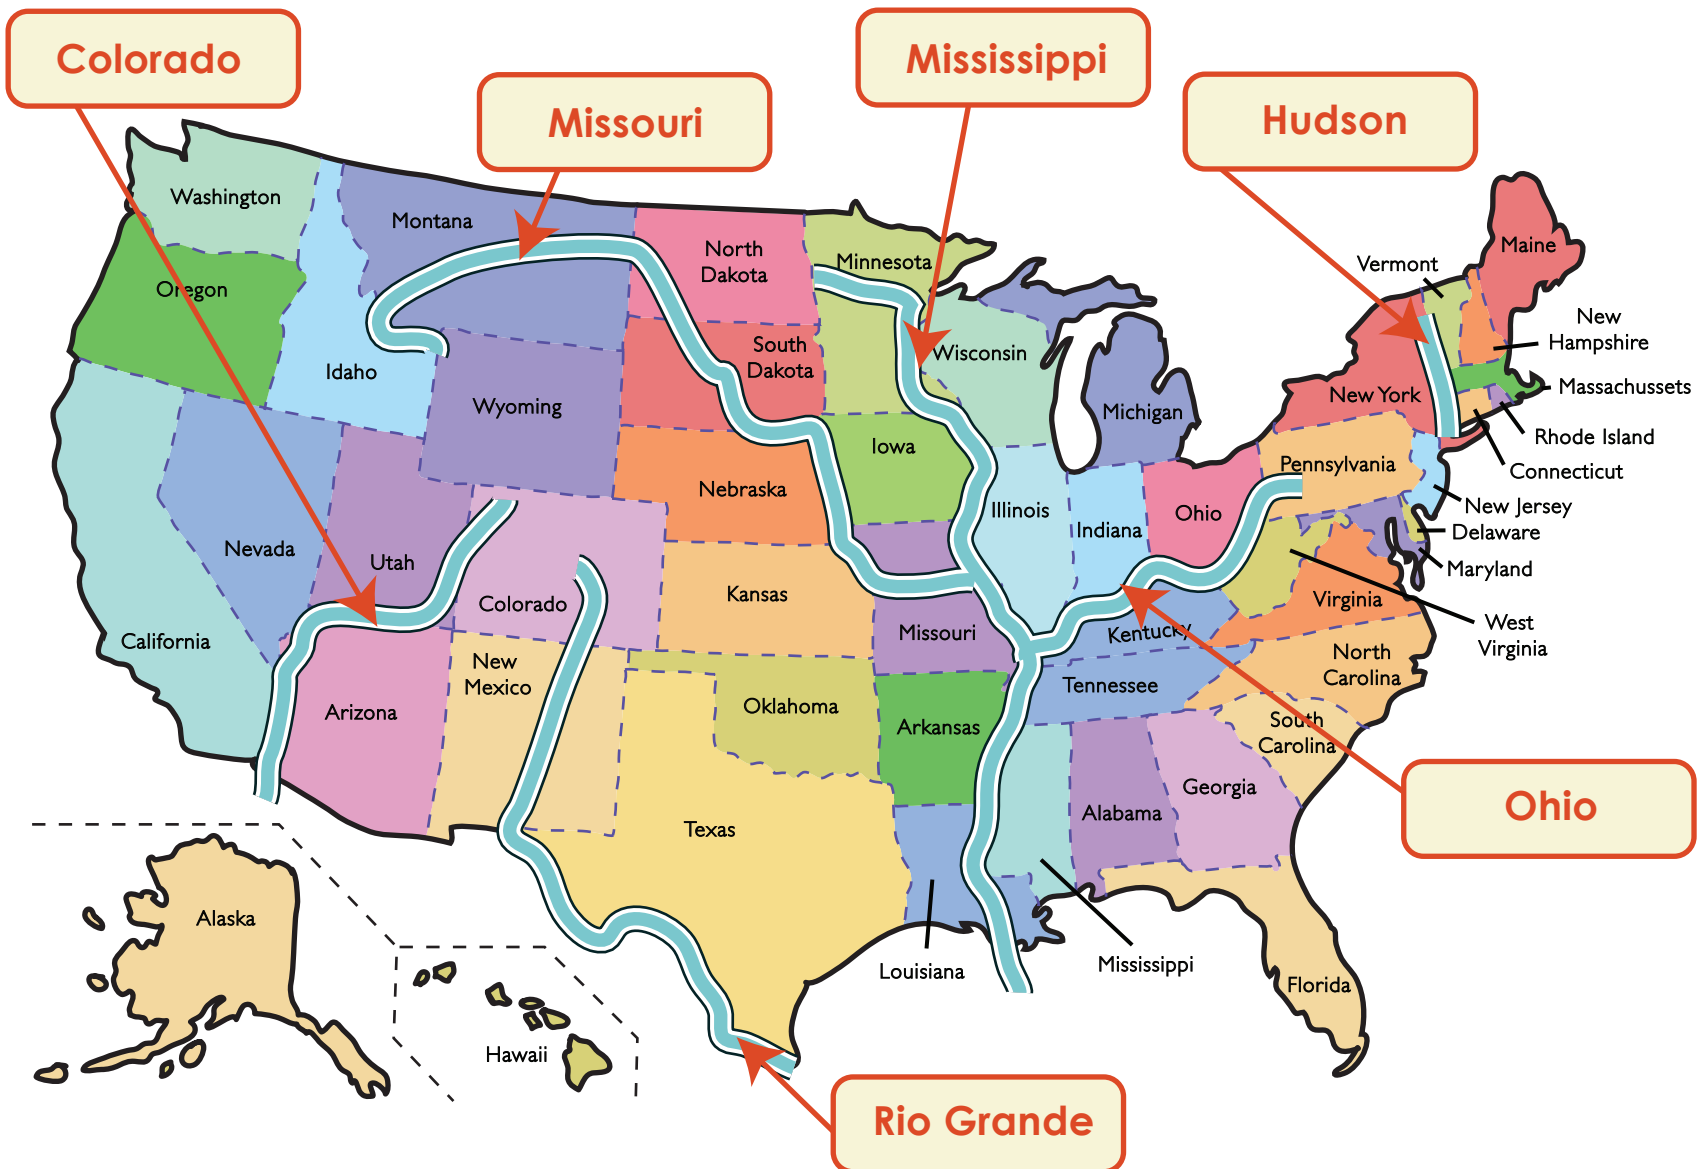 Colorado
Missouri
Mississippi
Hudson
Washington
Montana
North
Dakota
Minnesota
Vermont
Maine
Oregon
Idaho
South
Dakota
Wisconsin
New
Hampshire
Wyoming
Michigan
New York
Massachussets
Iowa
Rhode Island
Pennsylvania
Connecticut
Nebraska
Illinois
Indiana
Ohio
New Jersey
Delaware
Nevada
Utah
Maryland
Colorado
Kansas
Virginia
California
Missouri
Kentucky
West
Virginia
New
Mexico
Tennessee
North
Carolina
Arizona
Oklahoma
Arkansas
South
Carolina
Texas
Alabama
Georgia
Ohio
Alaska
Louisiana
Mississippi
Florida
Hawaii
Rio Grande